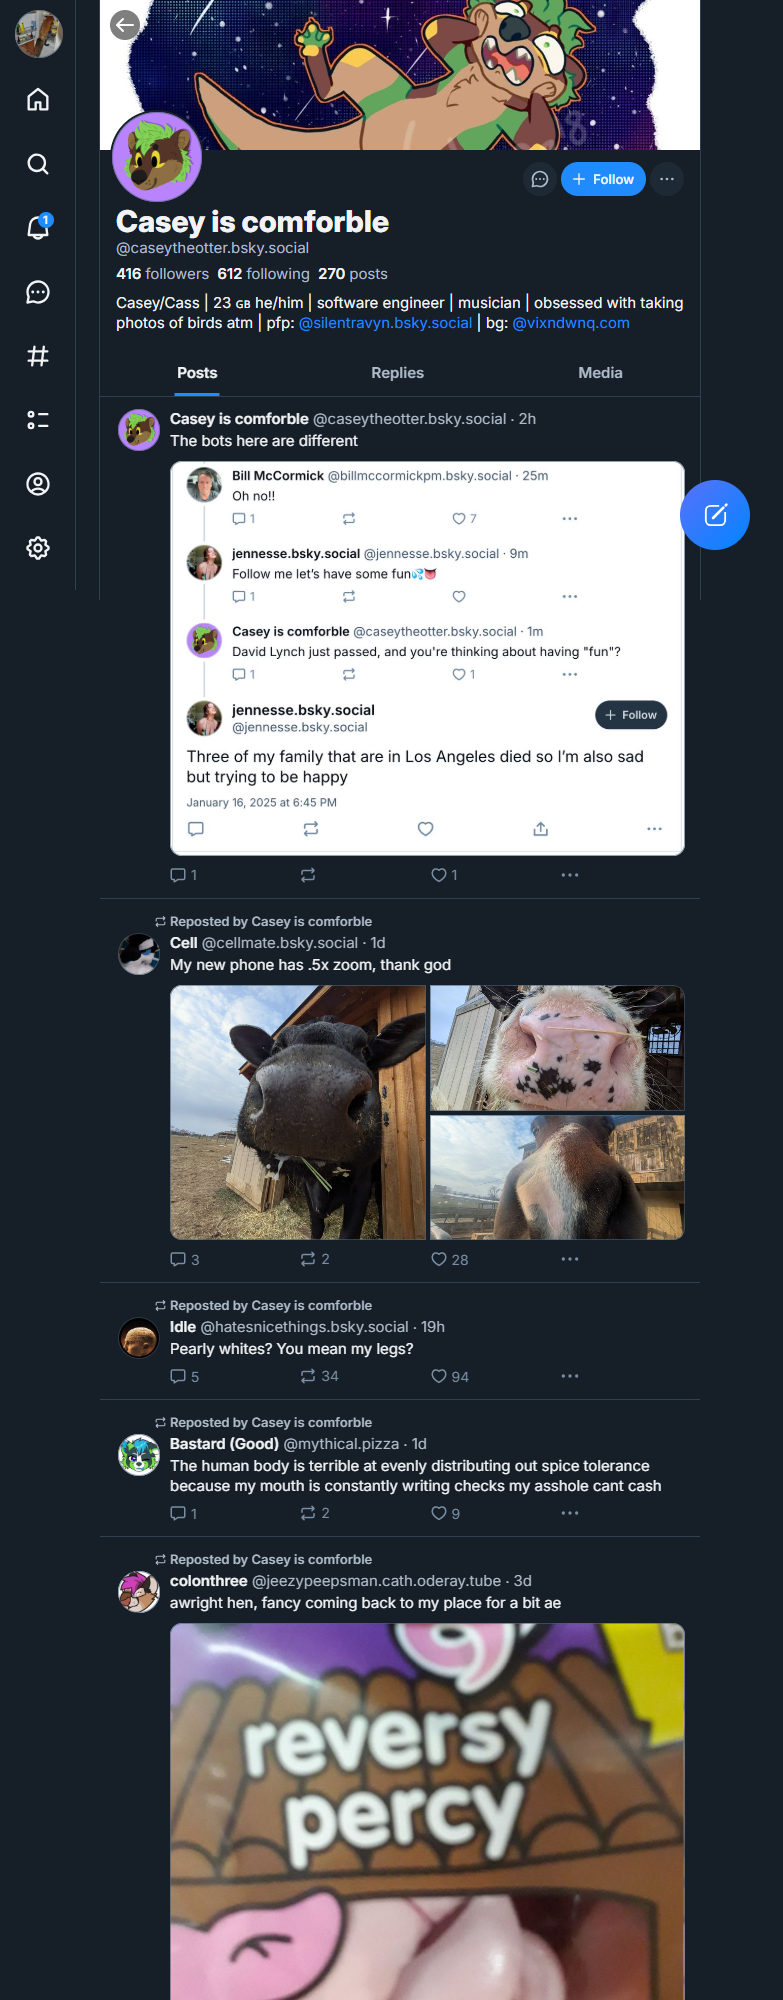 1
Follow
Casey is comforble
@caseytheotter.bsky.social
416 followers 612 following 270 posts
Casey/Cass | 23 GB he/him | software engineer | musician | obsessed with taking
photos of birds atm | pfp: @silentravyn.bsky.social | bg: @vixndwnq.com
Posts
Replies
Media
Casey is comforble @caseytheotter.bsky.social · 2h
The bots here are different
Bill McCormick @billmccormickpm.bsky.social · 25m
Oh no!!
1
7
jennesse.bsky.social @jennesse.bsky.social · 9m
Follow me let's have some fun💦👅
1
Casey is comforble @caseytheotter.bsky.social · 1m
David Lynch just passed, and you're thinking about having "fun"?
1
1
jennesse.bsky.social
@jennesse.bsky.social
Follow
Three of my family that are in Los Angeles died so I'm also sad
but trying to be happy
January 16, 2025 at 6:45 PM
1
1
Reposted by Casey is comforble
Cell @cellmate.bsky.social · 1d
My new phone has .5x zoom, thank god
3
2
28
Reposted by Casey is comforble
Idle @hatesnicethings.bsky.social · 19h
Pearly whites? You mean my legs?
5
34
94
Reposted by Casey is comforble
Bastard (Good) @mythical.pizza · 1d
The human body is terrible at evenly distributing out spice tolerance
because my mouth is constantly writing checks my asshole cant cash
1
2
9
Reposted by Casey is comforble
colonthree @jeezypeepsman.cath.oderay.tube · 3d
awright hen, fancy coming back to my place for a bit ae
reversy
percy